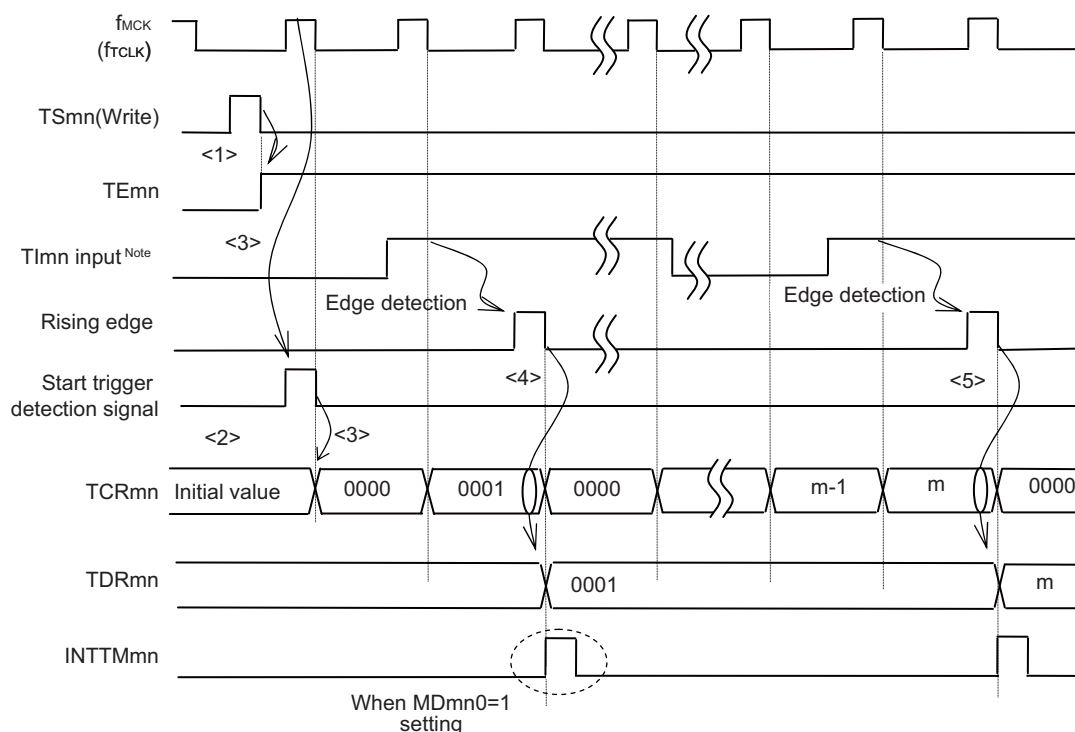 fMCK
(fTCLK)
TSmn(Write)
<1>
TEmn
<3>
TImn input Note
Edge detection
Edge detection
Rising edge
<4>
<5>
Start trigger
detection signal
<2>
<3>
TCRmn
Initial value
0000
0001
0000
m-1
m
0000
TDRmn
0001
m
INTTMmn
When MDmn0=1
setting